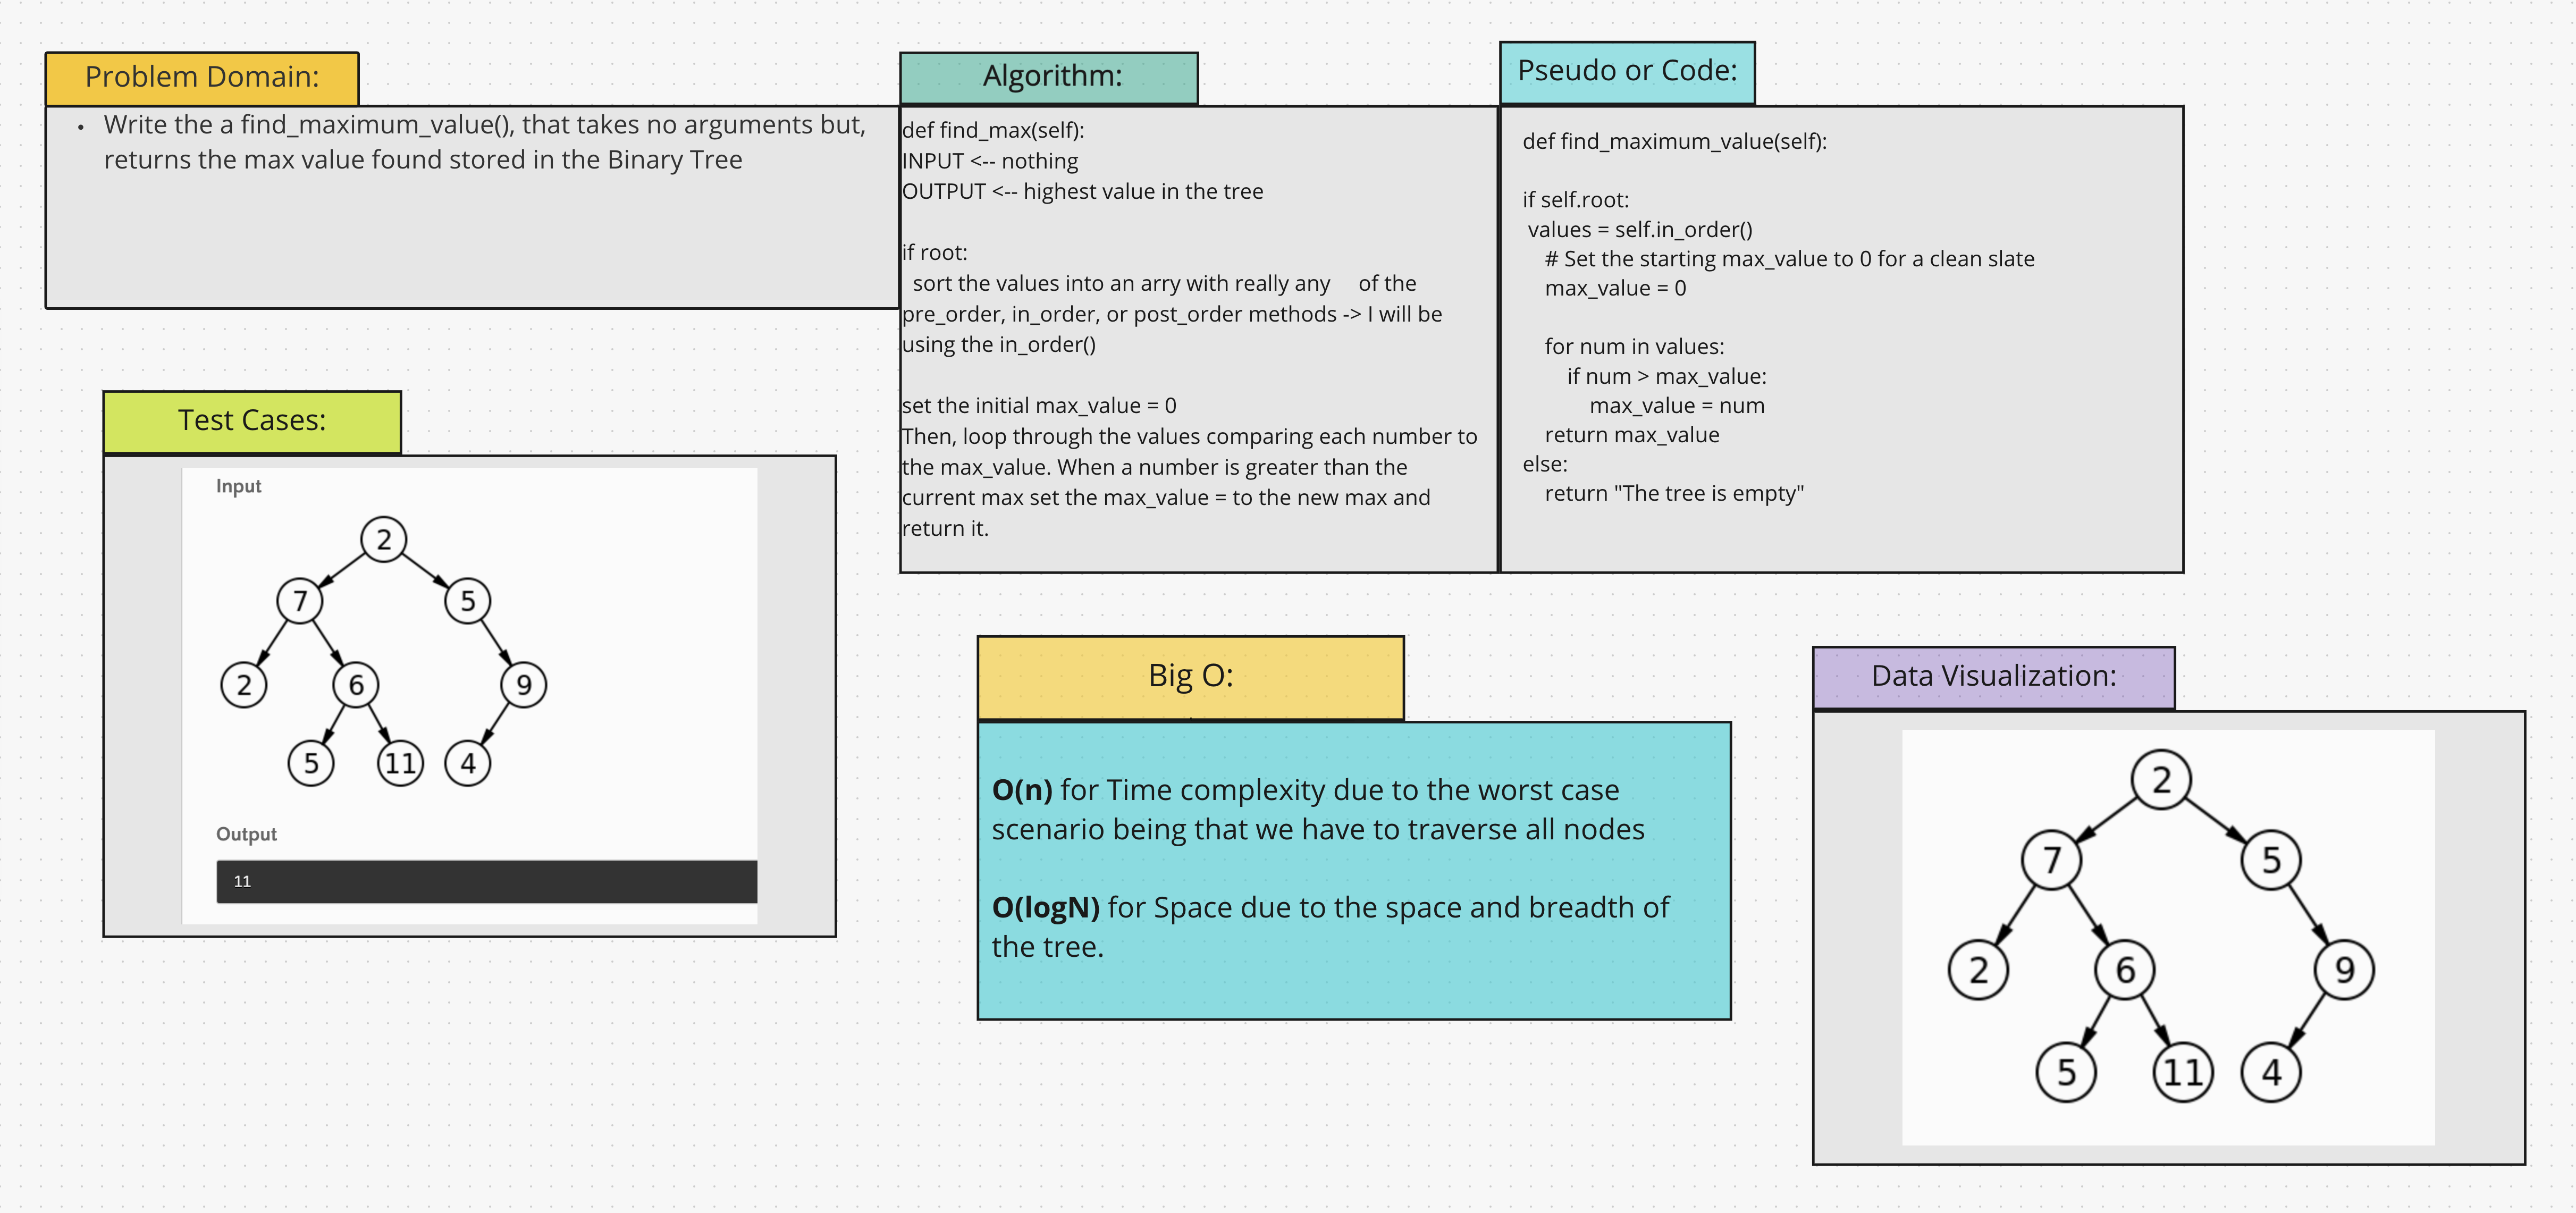 Problem Domain:
• Write the a find_maximum_value(), that takes no arguments but,
returns the max value found stored in the Binary Tree
Test Cases:
Input
2
7 5
2 6 9
5 11 4
Output
11
Algorithm:
def find_max(self):
INPUT <-- nothing
OUTPUT <-- highest value in the tree
if root:
sort the values into an arry with really any of the
pre_order, in_order, or post_order methods -> I will be
using the in_order()
set the initial max_value = 0
Then, loop through the values comparing each number to
the max_value. When a number is greater than the
current max set the max_value = to the new max and
return it.
Pseudo or Code:
def find_maximum_value(self):
if self.root:
values = self.in_order()
# Set the starting max_value to 0 for a clean slate
max_value = 0
for num in values:
if num > max_value:
max_value = num
return max_value
else:
return "The tree is empty"
Big O:
O(n) for Time complexity due to the worst case
scenario being that we have to traverse all nodes
O(logN) for Space due to the space and breadth of
the tree.
Data Visualization:
2
7 5
2 6 9
5 11 4